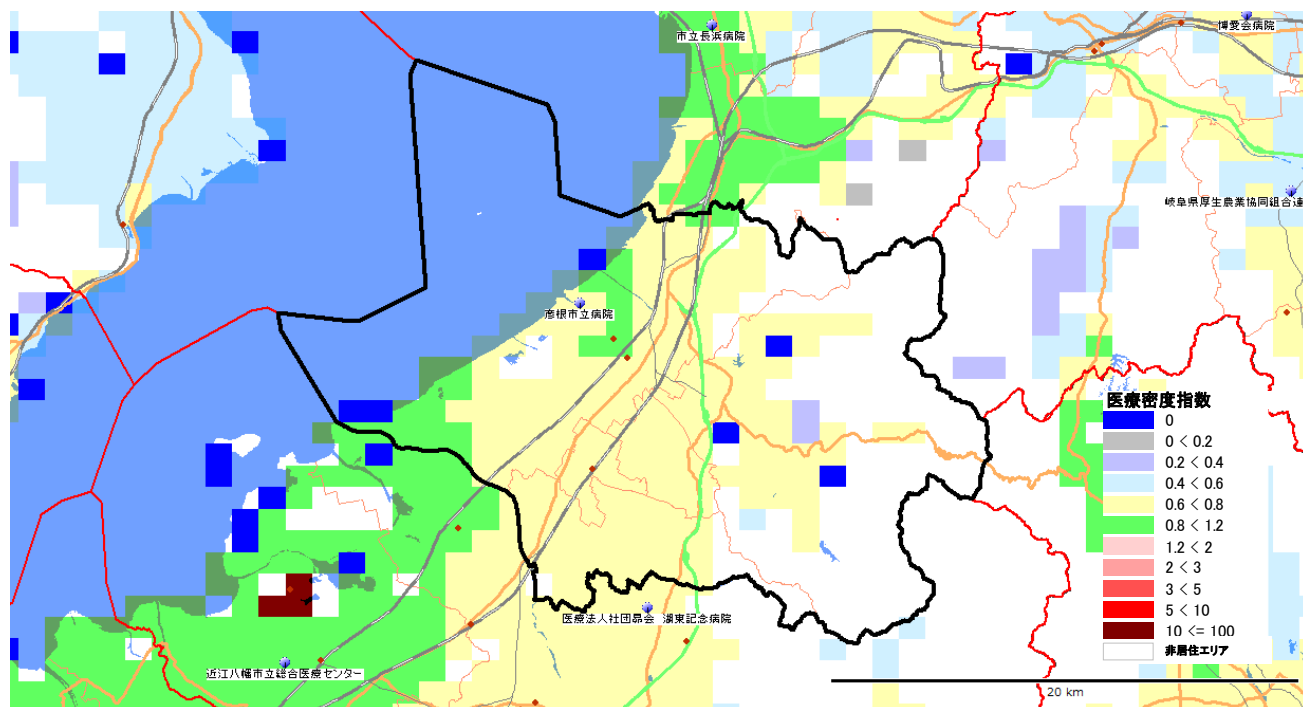 市立長浜病院
博愛会病院
岐阜県厚生農業協同組合連
彦根市立病院
医療密度指数
0
0 < 0.2
0.2 < 0.4
0.4 < 0.6
0.6 < 0.8
0.8 < 1.2
1.2 < 2
2 < 3
3 < 5
5 < 10
10 <= 100
非居住エリア
医療法人社団昴会 湖東記念病院
近江八幡市立総合医療センター
20 km